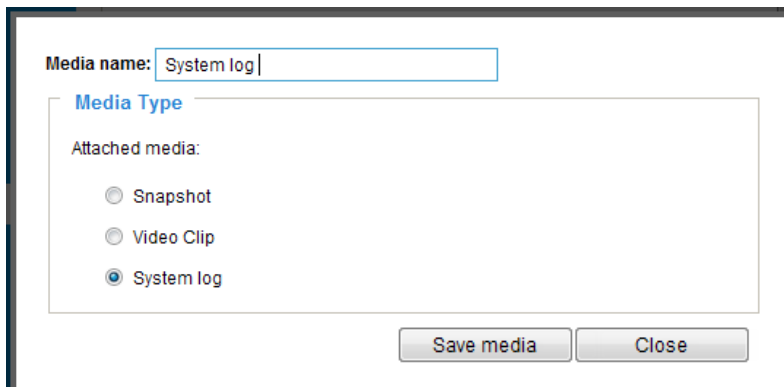 Media name: System log
Media Type
Attached media:
Snapshot
Video Clip
System log
Save media Close